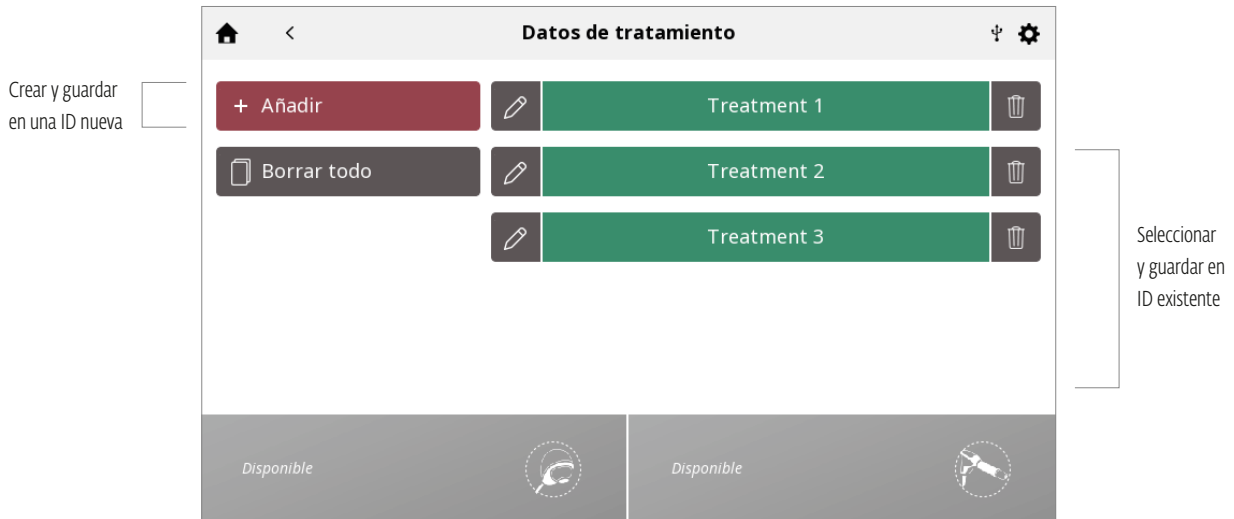 Datos de tratamiento
Crear y guardar
en una ID nueva
+ Añadir
Treatment 1
Borrar todo
Treatment 2
Treatment 3
Seleccionar
y guardar en
ID existente
Disponible
Disponible